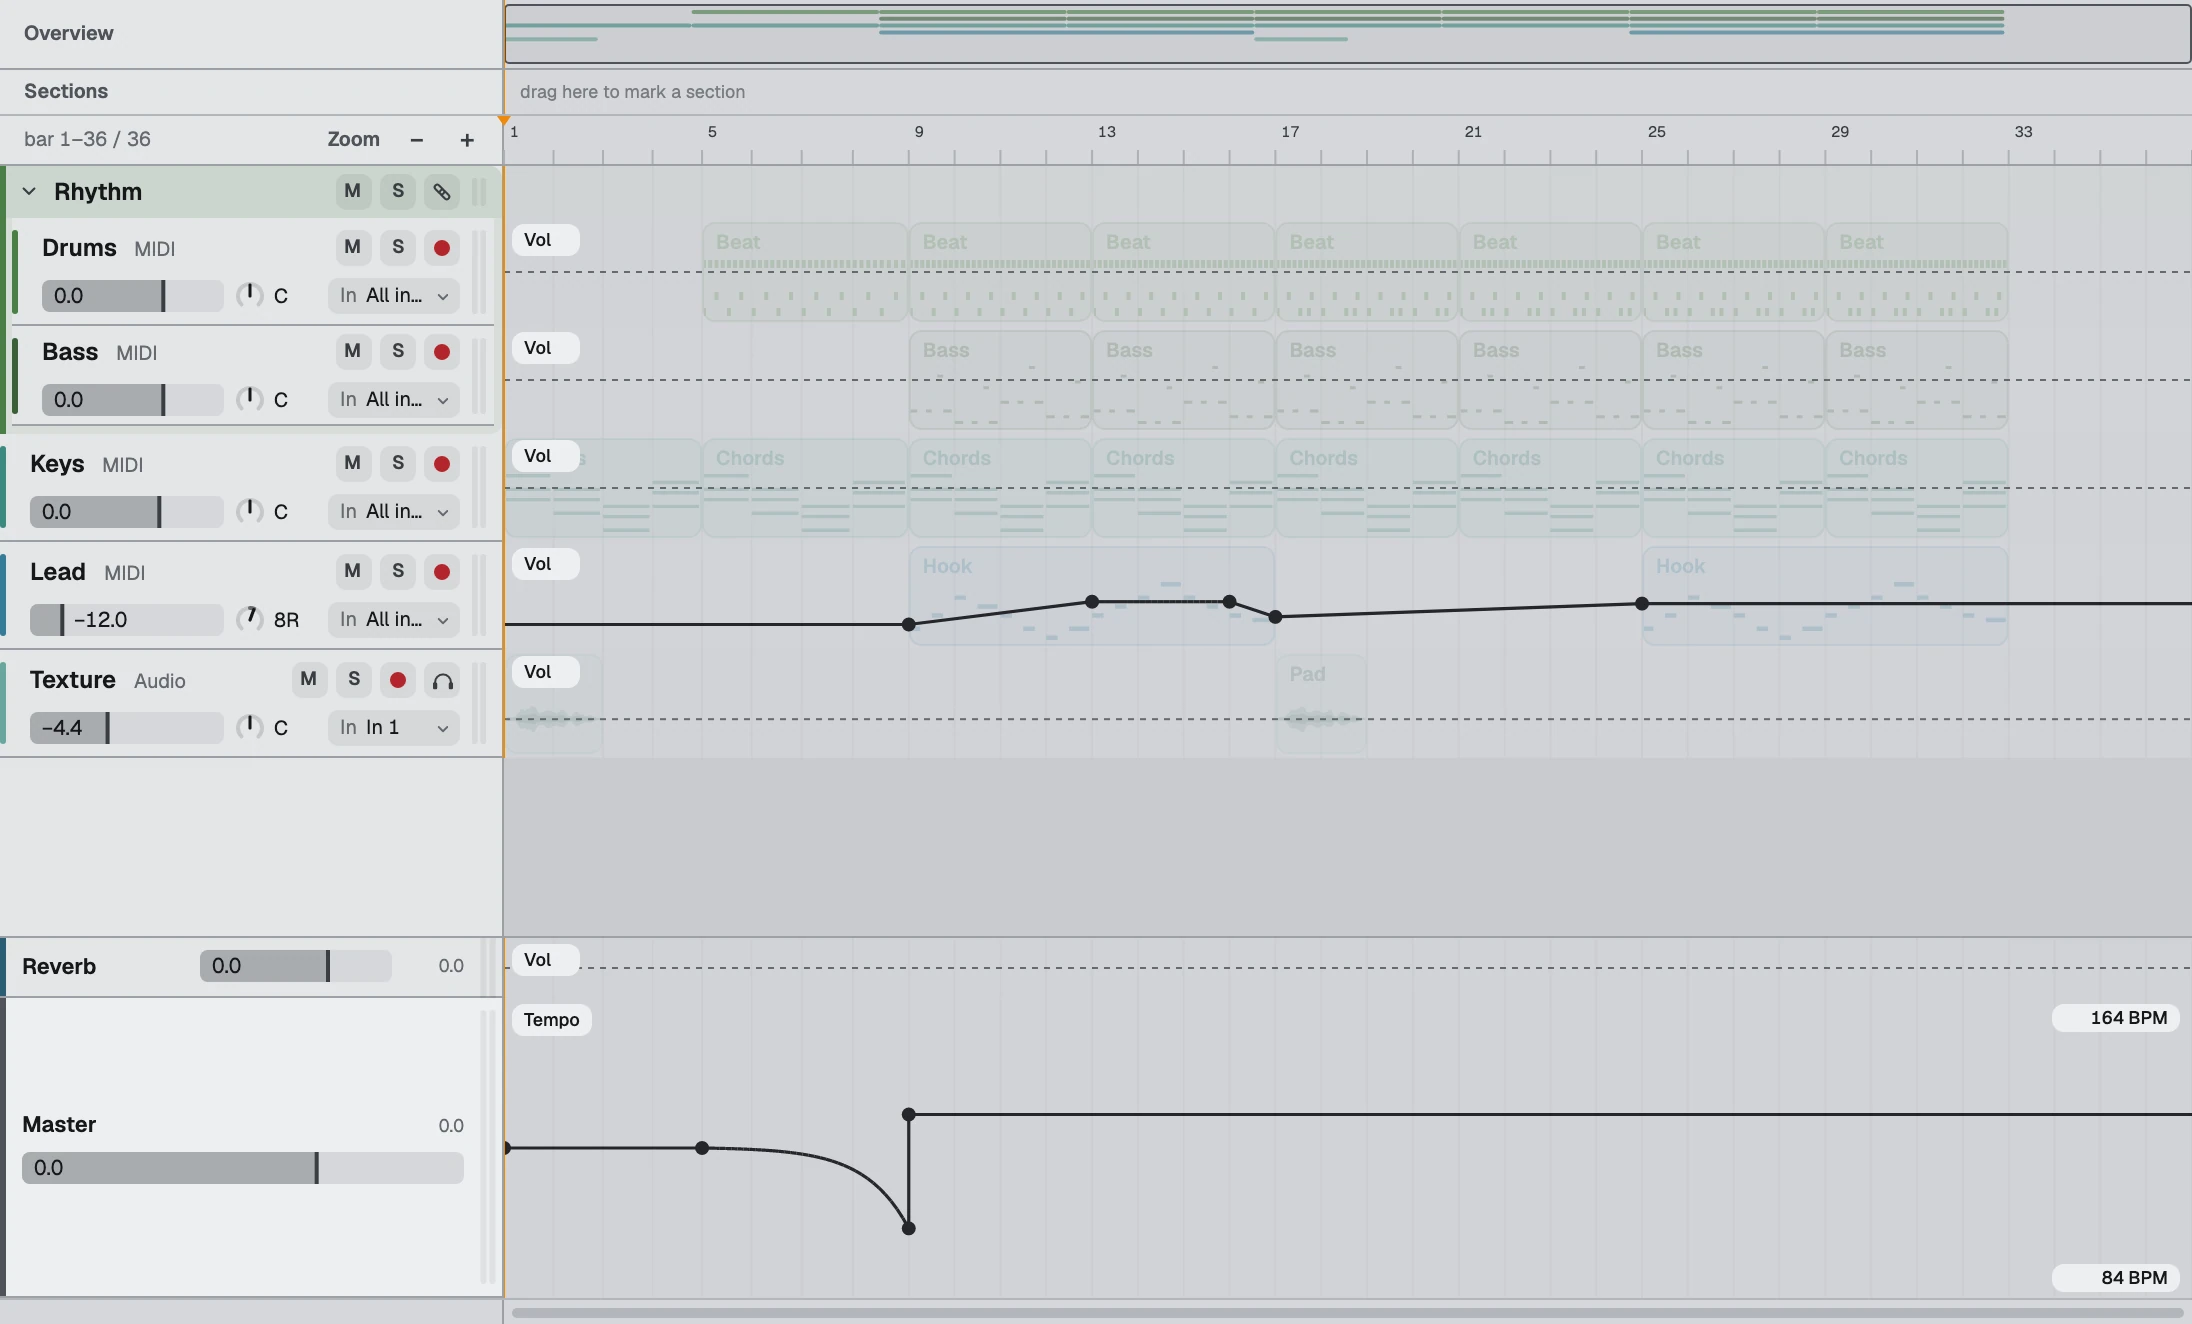 Overview
Sections
drag here to mark a section
bar 1–36 / 36 Zoom − +
1 5 9 13 17 21 25 29 33
Rhythm M S
Drums MIDI M S
0.0 C In All in...
Vol
Beat Beat Beat Beat Beat Beat Beat
Bass MIDI M S
0.0 C In All in...
Vol
Bass Bass Bass Bass Bass Bass
Keys MIDI M S
0.0 C In All in...
Vol
Chords Chords Chords Chords Chords Chords Chords
Lead MIDI M S
−12.0 8R In All in...
Vol
Hook Hook
Texture Audio M S
−4.4 C In In 1
Vol
Pad
Reverb 0.0 0.0
Vol
Tempo
164 BPM
Master 0.0
0.0
84 BPM